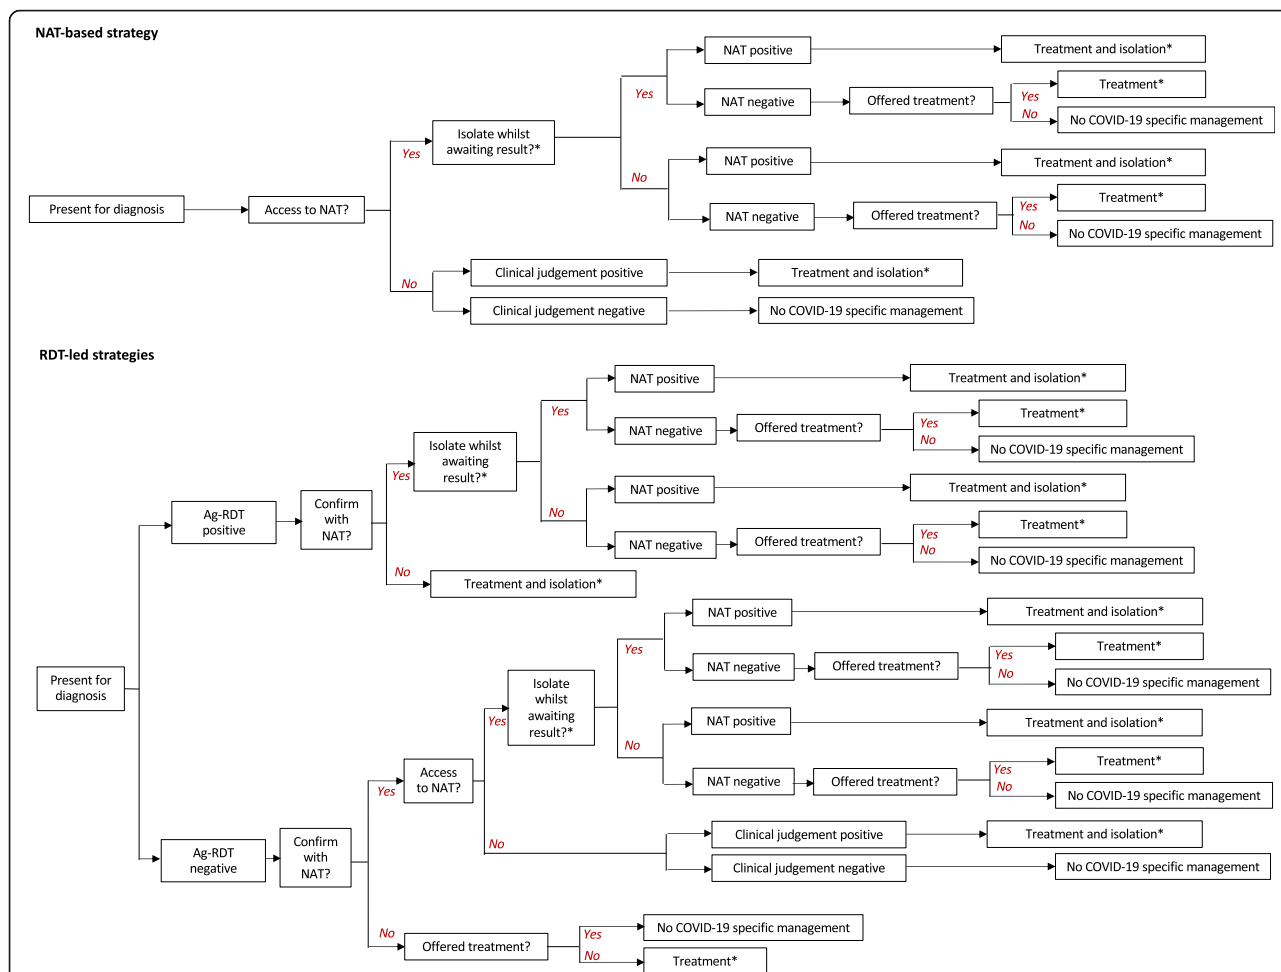 NAT-based strategy
NAT positive
Treatment and isolation*
Yes
NAT negative
Offered treatment?
Yes
Treatment*
No
No COVID-19 specific management
Isolate whilst
awaiting result?*
Yes
NAT positive
Treatment and isolation*
No
NAT negative
Offered treatment?
Yes
Treatment*
No
No COVID-19 specific management
Present for diagnosis
Access to NAT?
No
Clinical judgement positive
Treatment and isolation*
Clinical judgement negative
No COVID-19 specific management
RDT-led strategies
NAT positive
Treatment and isolation*
Yes
NAT negative
Offered treatment?
Yes
Treatment*
No
No COVID-19 specific management
Isolate whilst
awaiting
result?*
Yes
NAT positive
Treatment and isolation*
No
NAT negative
Offered treatment?
Yes
Treatment*
No
No COVID-19 specific management
Ag-RDT
positive
Confirm
with
NAT?
No
Treatment and isolation*
NAT positive
Treatment and isolation*
Yes
NAT negative
Offered treatment?
Yes
Treatment*
No
No COVID-19 specific management
Present for
diagnosis
Isolate
whilst
awaiting
result?*
Yes
NAT positive
Treatment and isolation*
No
NAT negative
Offered treatment?
Yes
Treatment*
No
No COVID-19 specific management
Access
to NAT?
Yes
No
Clinical judgement positive
Treatment and isolation*
Clinical judgement negative
No COVID-19 specific management
Ag-RDT
negative
Confirm
with
NAT?
No
Offered treatment?
Yes
No COVID-19 specific management
No
Treatment*